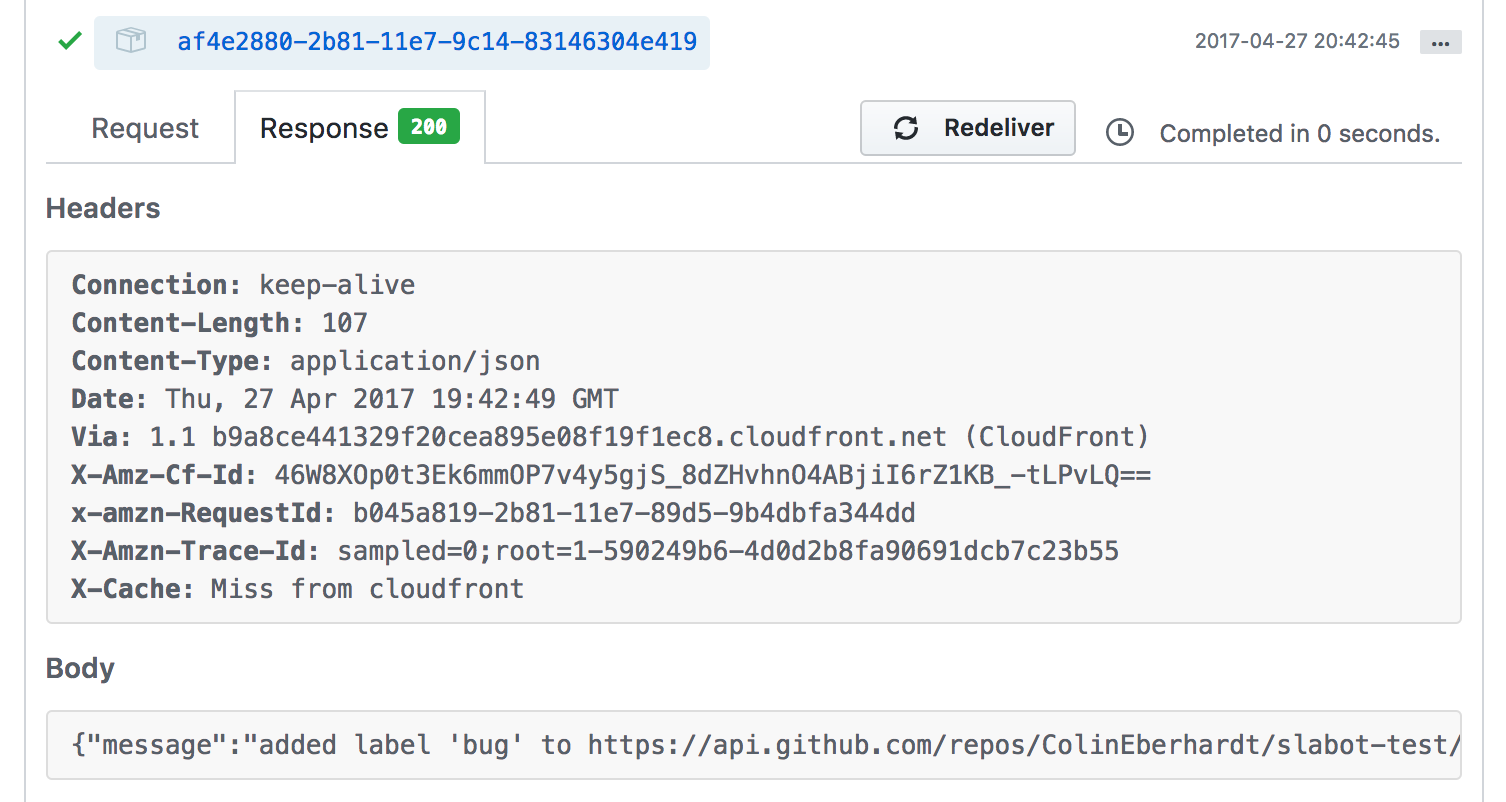 af4e2880-2b81-11e7-9c14-83146304e419 2017-04-27 20:42:45 ...
Request Response 200 Redeliver Completed in 0 seconds.
Headers
Connection: keep-alive
Content-Length: 107
Content-Type: application/json
Date: Thu, 27 Apr 2017 19:42:49 GMT
Via: 1.1 b9a8ce441329f20cea895e08f19f1ec8.cloudfront.net (CloudFront)
X-Amz-Cf-Id: 46W8XOp0t3Ek6mmOP7v4y5gjS_8dZHvhnO4ABjiI6rZ1KB_-tLPvLQ==
x-amzn-RequestId: b045a819-2b81-11e7-89d5-9b4dbfa344dd
X-Amzn-Trace-Id: sampled=0;root=1-590249b6-4d0d2b8fa90691dcb7c23b55
X-Cache: Miss from cloudfront
Body
{"message":"added label 'bug' to https://api.github.com/repos/ColinEberhardt/slabot-test/